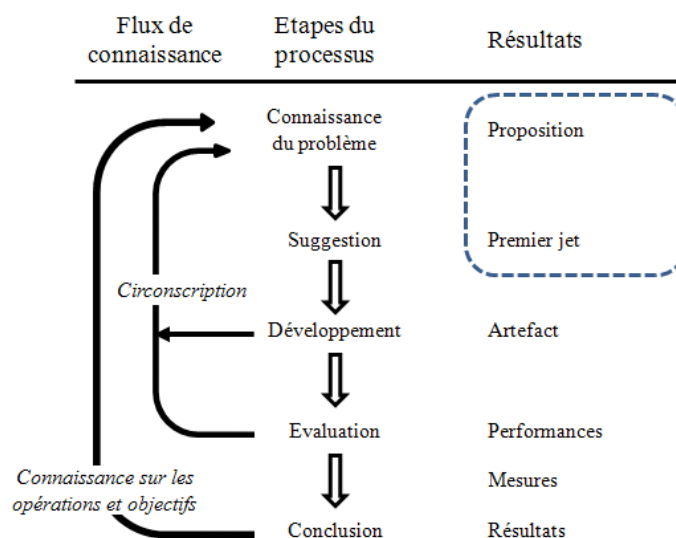 Flux de
connaissance
Etapes du
processus
Résultats
Connaissance
du problème
Proposition
Suggestion
Premier jet
Circonscription
Développement
Artefact
Evaluation
Performances
Connaissance sur les
opérations et objectifs
Mesures
Conclusion
Résultats